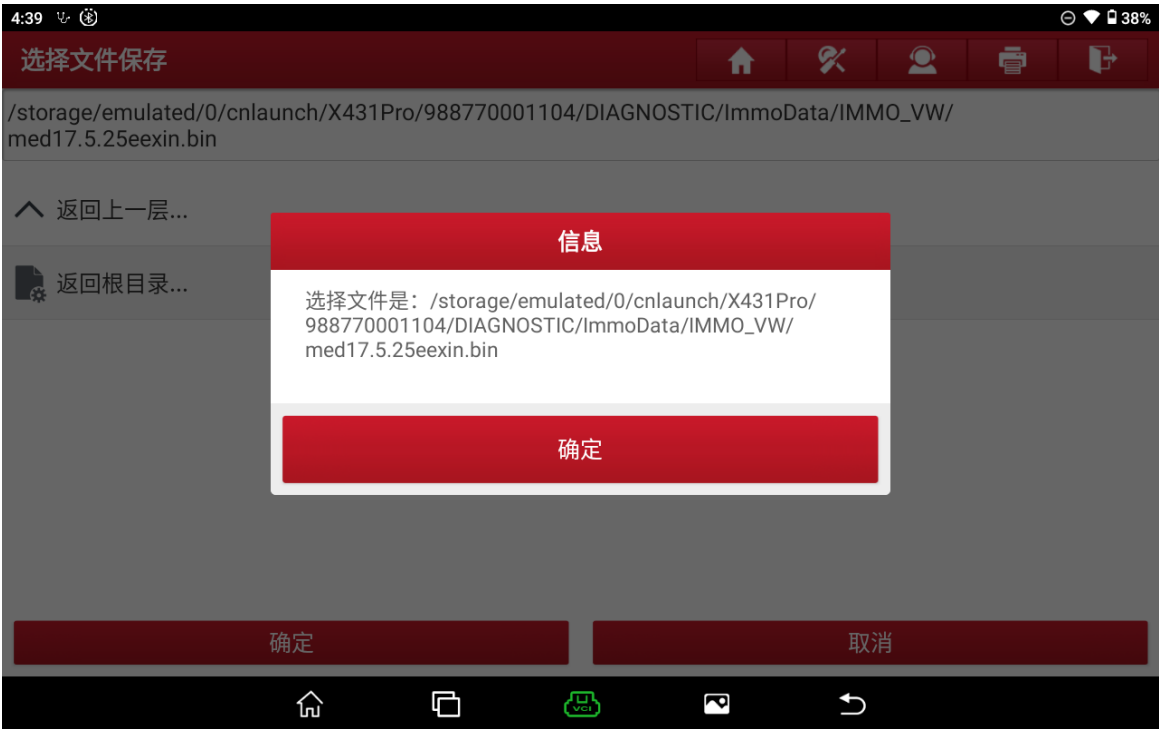 4:39
38%
选择文件保存
/storage/emulated/0/cnlaunch/X431Pro/988770001104/DIAGNOSTIC/ImmoData/IMMO_VW/
med17.5.25eexin.bin
返回上一层...
返回根目录...
信息
选择文件是：/storage/emulated/0/cnlaunch/X431Pro/
988770001104/DIAGNOSTIC/ImmoData/IMMO_VW/
med17.5.25eexin.bin
确定
确定
取消
VCI